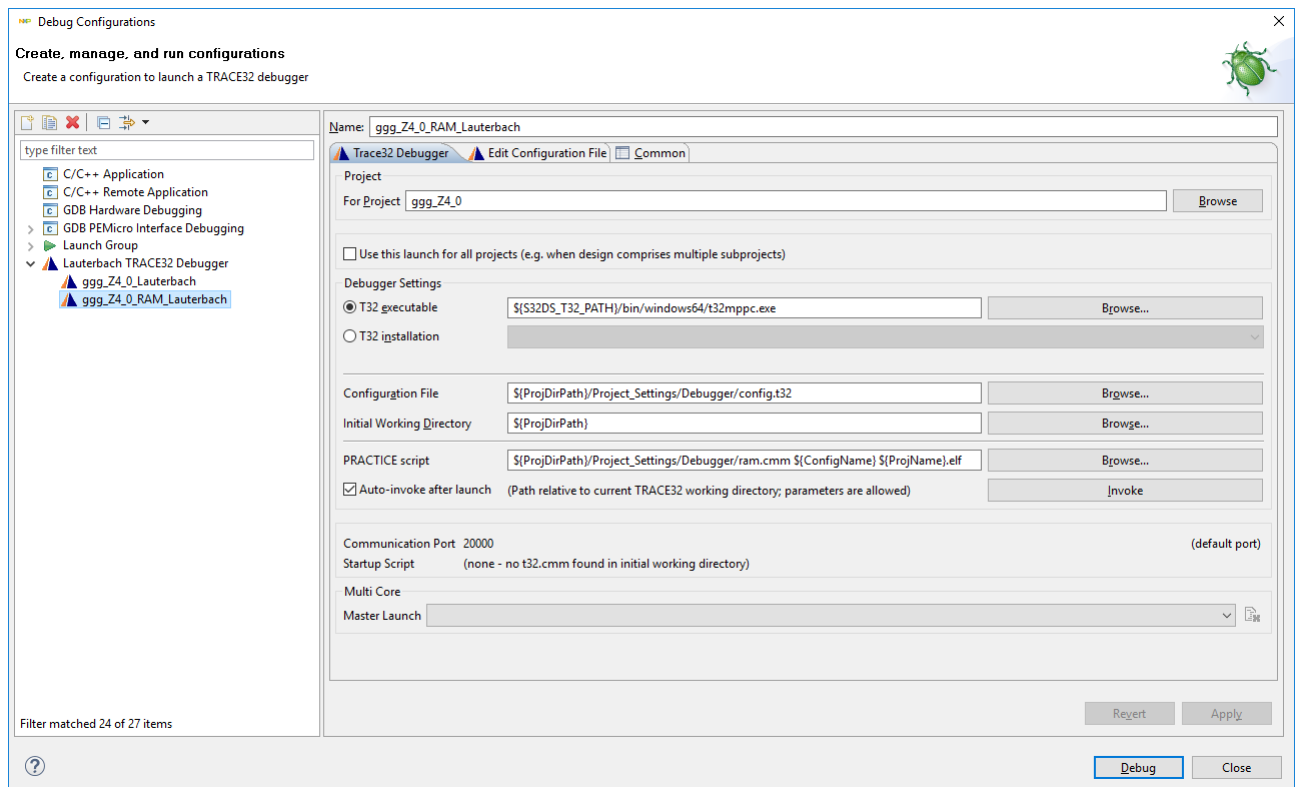 NXP Debug Configurations
Create, manage, and run configurations
Create a configuration to launch a TRACE32 debugger
type filter text
C/C++ Application
C/C++ Remote Application
GDB Hardware Debugging
GDB PEMicro Interface Debugging
Launch Group
Lauterbach TRACE32 Debugger
ggg_Z4_0_Lauterbach
ggg_Z4_0_RAM_Lauterbach
Filter matched 24 of 27 items
Name: ggg_Z4_0_RAM_Lauterbach
Trace32 Debugger Edit Configuration File Common
Project
For Project ggg_Z4_0 Browse
Use this launch for all projects (e.g. when design comprises multiple subprojects)
Debugger Settings
T32 executable ${S32DS_T32_PATH}/bin/windows64/t32mppc.exe Browse...
T32 installation
Configuration File ${ProjDirPath}/Project_Settings/Debugger/config.t32 Browse...
Initial Working Directory ${ProjDirPath} Browse...
PRACTICE script ${ProjDirPath}/Project_Settings/Debugger/ram.cmm ${ConfigName} ${ProjName}.elf Browse...
Auto-invoke after launch (Path relative to current TRACE32 working directory; parameters are allowed) Invoke
Communication Port 20000 (default port)
Startup Script (none - no t32.cmm found in initial working directory)
Multi Core
Master Launch
Revert Apply
? Debug Close